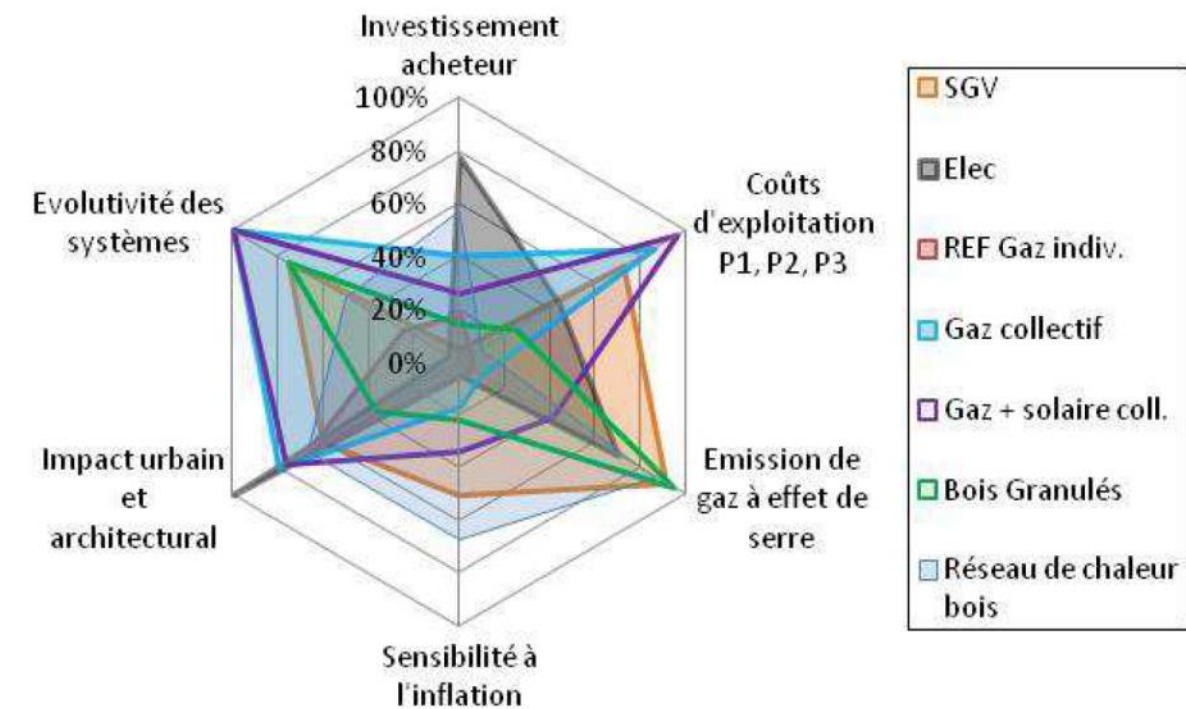 Investissement
acheteur
100%
80%
60%
40%
20%
0%
Coûts
d'exploitation
P1, P2, P3
Emission de
gaz à effet de
serre
Sensibilité à
l'inflation
Impact urbain
et
architectural
Evolutivité des
systèmes
SGV
Elec
REF Gaz indiv.
Gaz collectif
Gaz + solaire coll.
Bois Granulés
Réseau de chaleur
bois